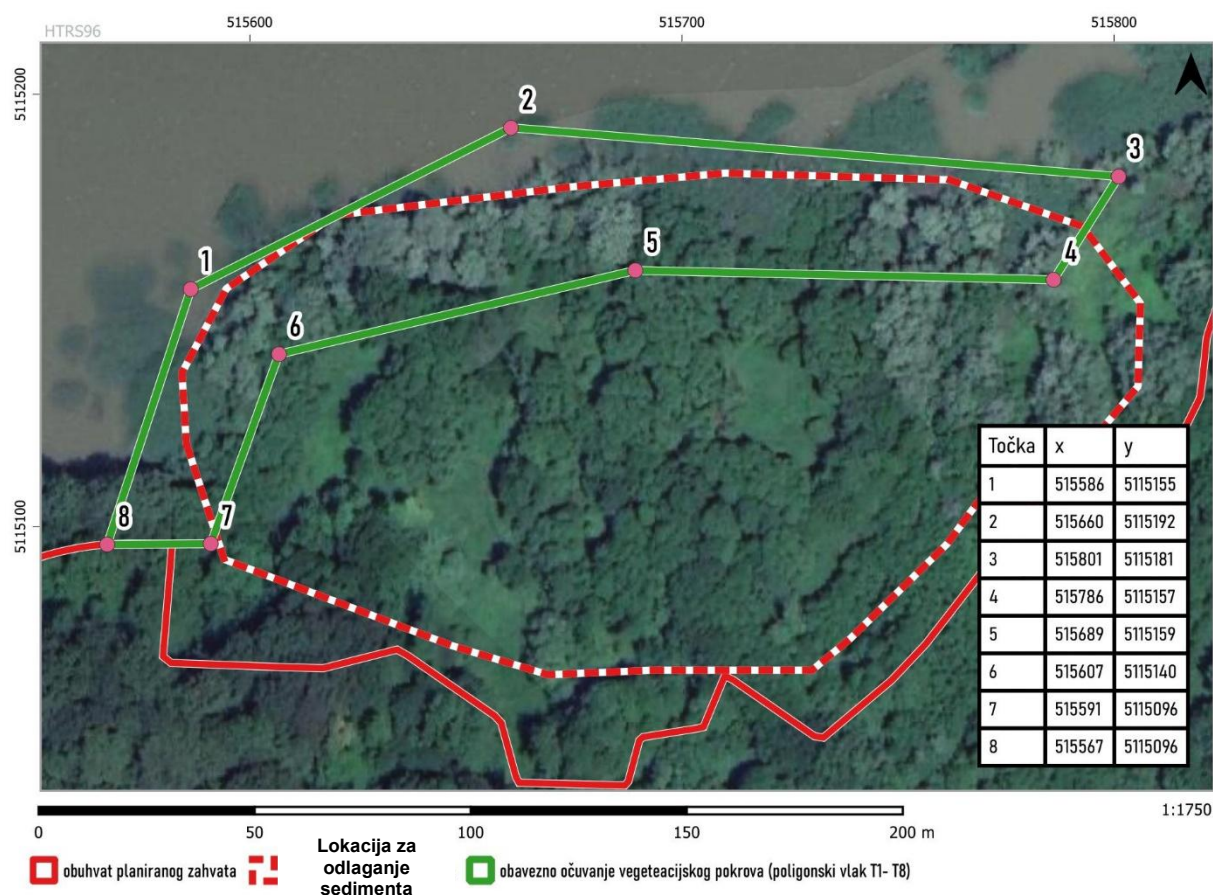 HTRS96
515600
515700
515800
5115200
5115100
1
2
3
4
5
6
7
8
Točka x y
1 515586 5115155
2 515660 5115192
3 515801 5115181
4 515786 5115157
5 515689 5115159
6 515607 5115140
7 515591 5115096
8 515567 5115096
0 50 100 150 200 m
1:1750
obuhvat planiranog zahvata
Lokacija za
odlaganje
sedimenta
obavezno očuvanje vegeteacijskog pokrova (poligonski vlak T1- T8)